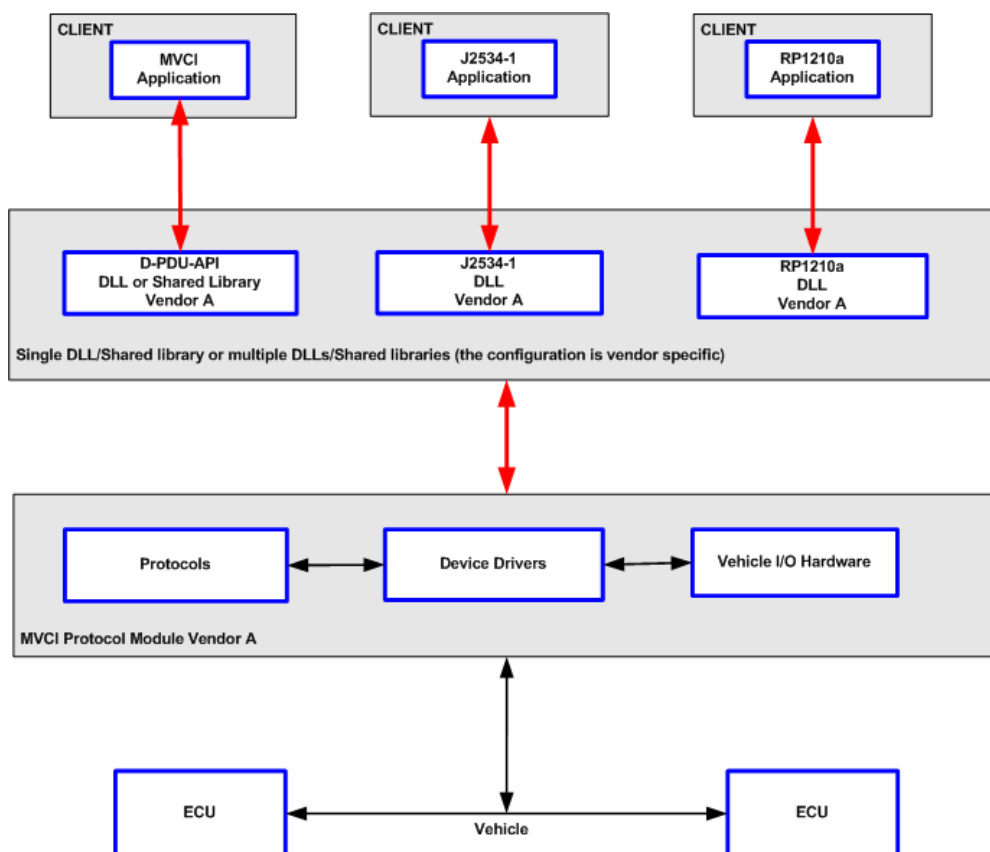 CLIENT
MVCI
Application
CLIENT
J2534-1
Application
CLIENT
RP1210a
Application
D-PDU-API
DLL or Shared Library
Vendor A
J2534-1
DLL
Vendor A
RP1210a
DLL
Vendor A
Single DLL/Shared library or multiple DLLs/Shared libraries (the configuration is vendor specific)
Protocols
Device Drivers
Vehicle I/O Hardware
MVCI Protocol Module Vendor A
ECU
Vehicle
ECU